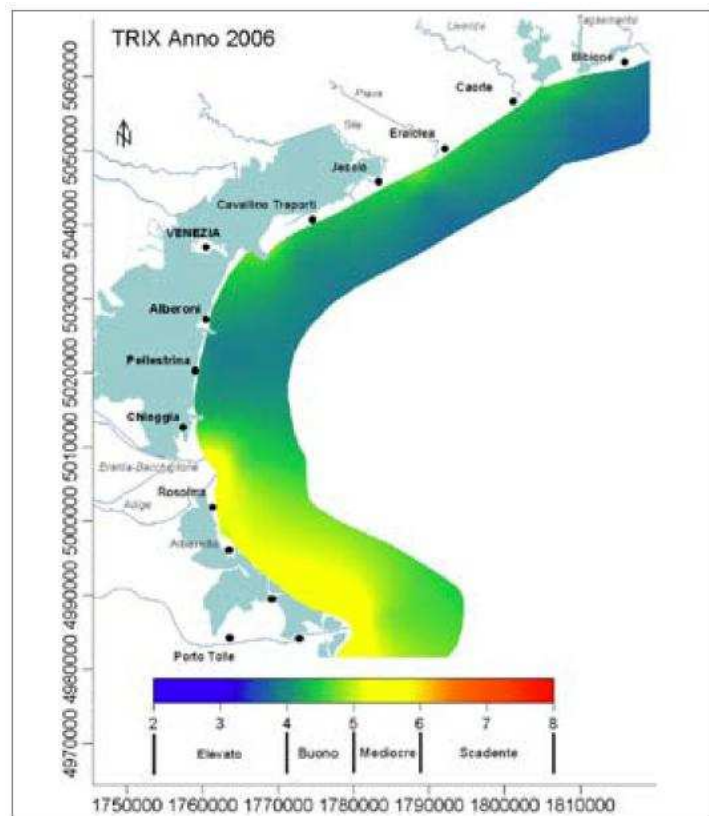 TRIX Anno 2006
Livenza
Tagliamento
Bibione
Caorle
Piave
Eraclea
Sile
Jesolo
Cavallino Treporti
VENEZIA
Alberoni
Pellestrina
Chioggia
Brenta-Bacchiglione
Rosolina
Adige
Albarella
Porto Tolle
5060000
5050000
5040000
5030000
5020000
5010000
5000000
4990000
4980000
4970000
2 3 4 5 6 7 8
Elevato Buono Mediocre Scadente
1750000 1760000 1770000 1780000 1790000 1800000 1810000
N